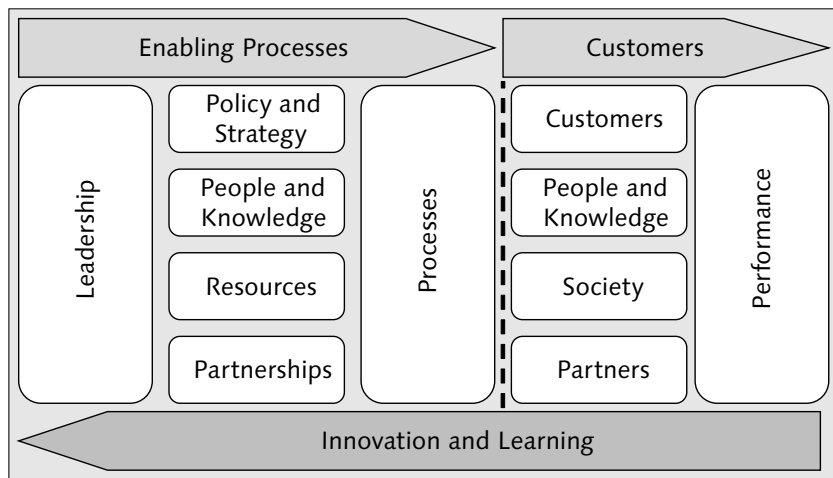 Enabling Processes
Customers
Leadership
Policy and
Strategy
People and
Knowledge
Resources
Partnerships
Processes
Customers
People and
Knowledge
Society
Partners
Performance
Innovation and Learning